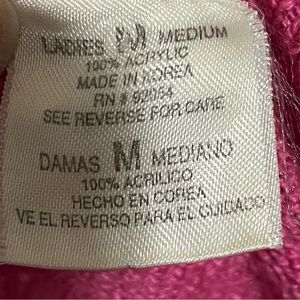 LADIES M MEDIUM
100% ACRYLIC
MADE IN KOREA
RN # 92054
SEE REVERSE FOR CARE
DAMAS M MEDIANO
100% ACRILICO
HECHO EN COREA
VE EL REVERSO PARA EL CUIDADO